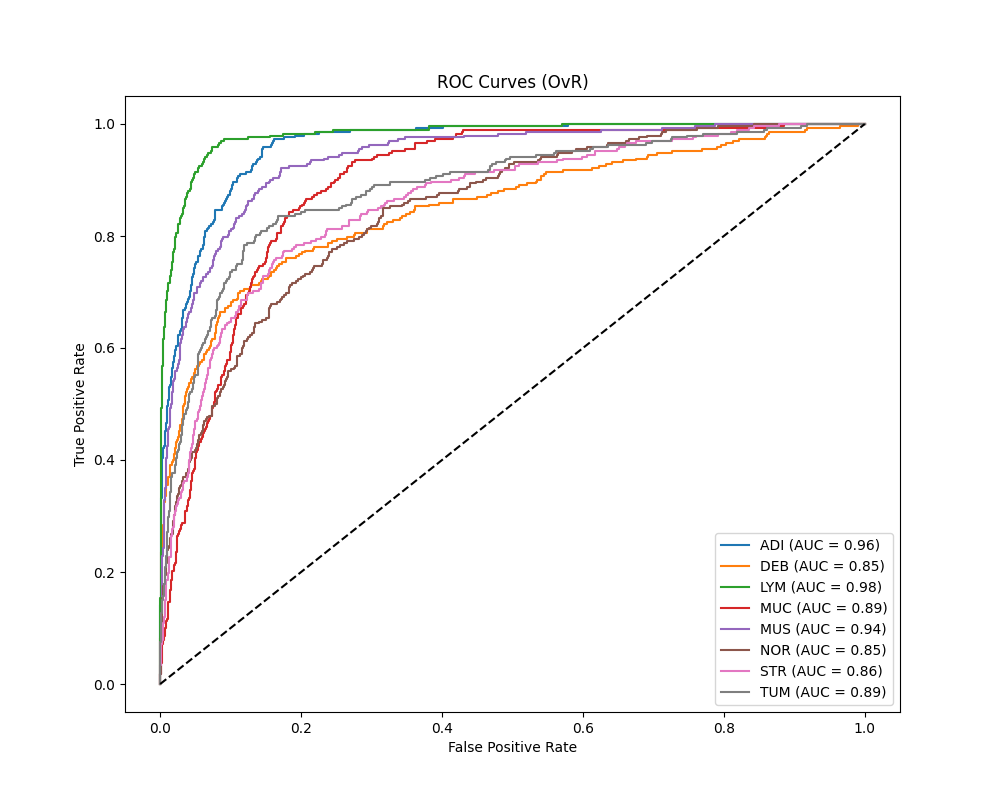 ROC Curves (OvR)
True Positive Rate
1.0
0.8
0.6
0.4
0.2
0.0
ADI (AUC = 0.96)
DEB (AUC = 0.85)
LYM (AUC = 0.98)
MUC (AUC = 0.89)
MUS (AUC = 0.94)
NOR (AUC = 0.85)
STR (AUC = 0.86)
TUM (AUC = 0.89)
0.0 0.2 0.4 0.6 0.8 1.0
False Positive Rate